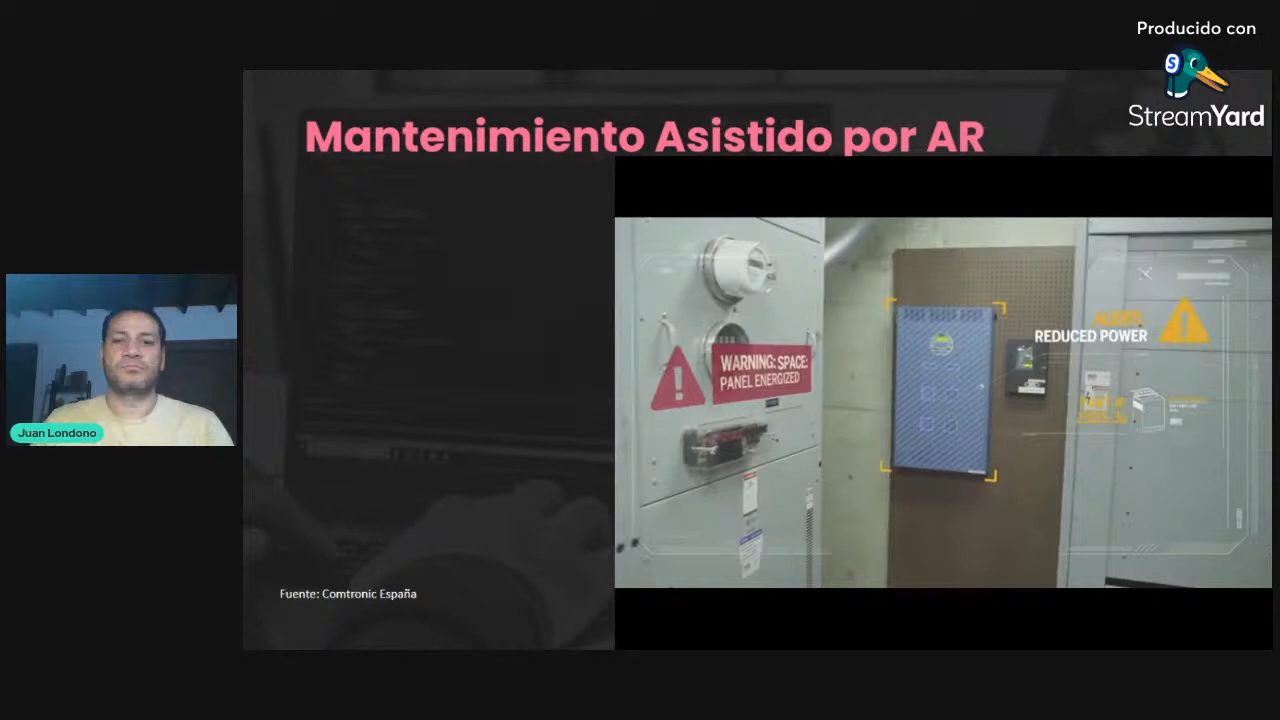 Producido con
StreamYard
Mantenimiento Asistido por AR
WARNING: SPACE:
PANEL ENERGIZED
ALERT:
REDUCED POWER
Juan Londono
Fuente: Comtronic España